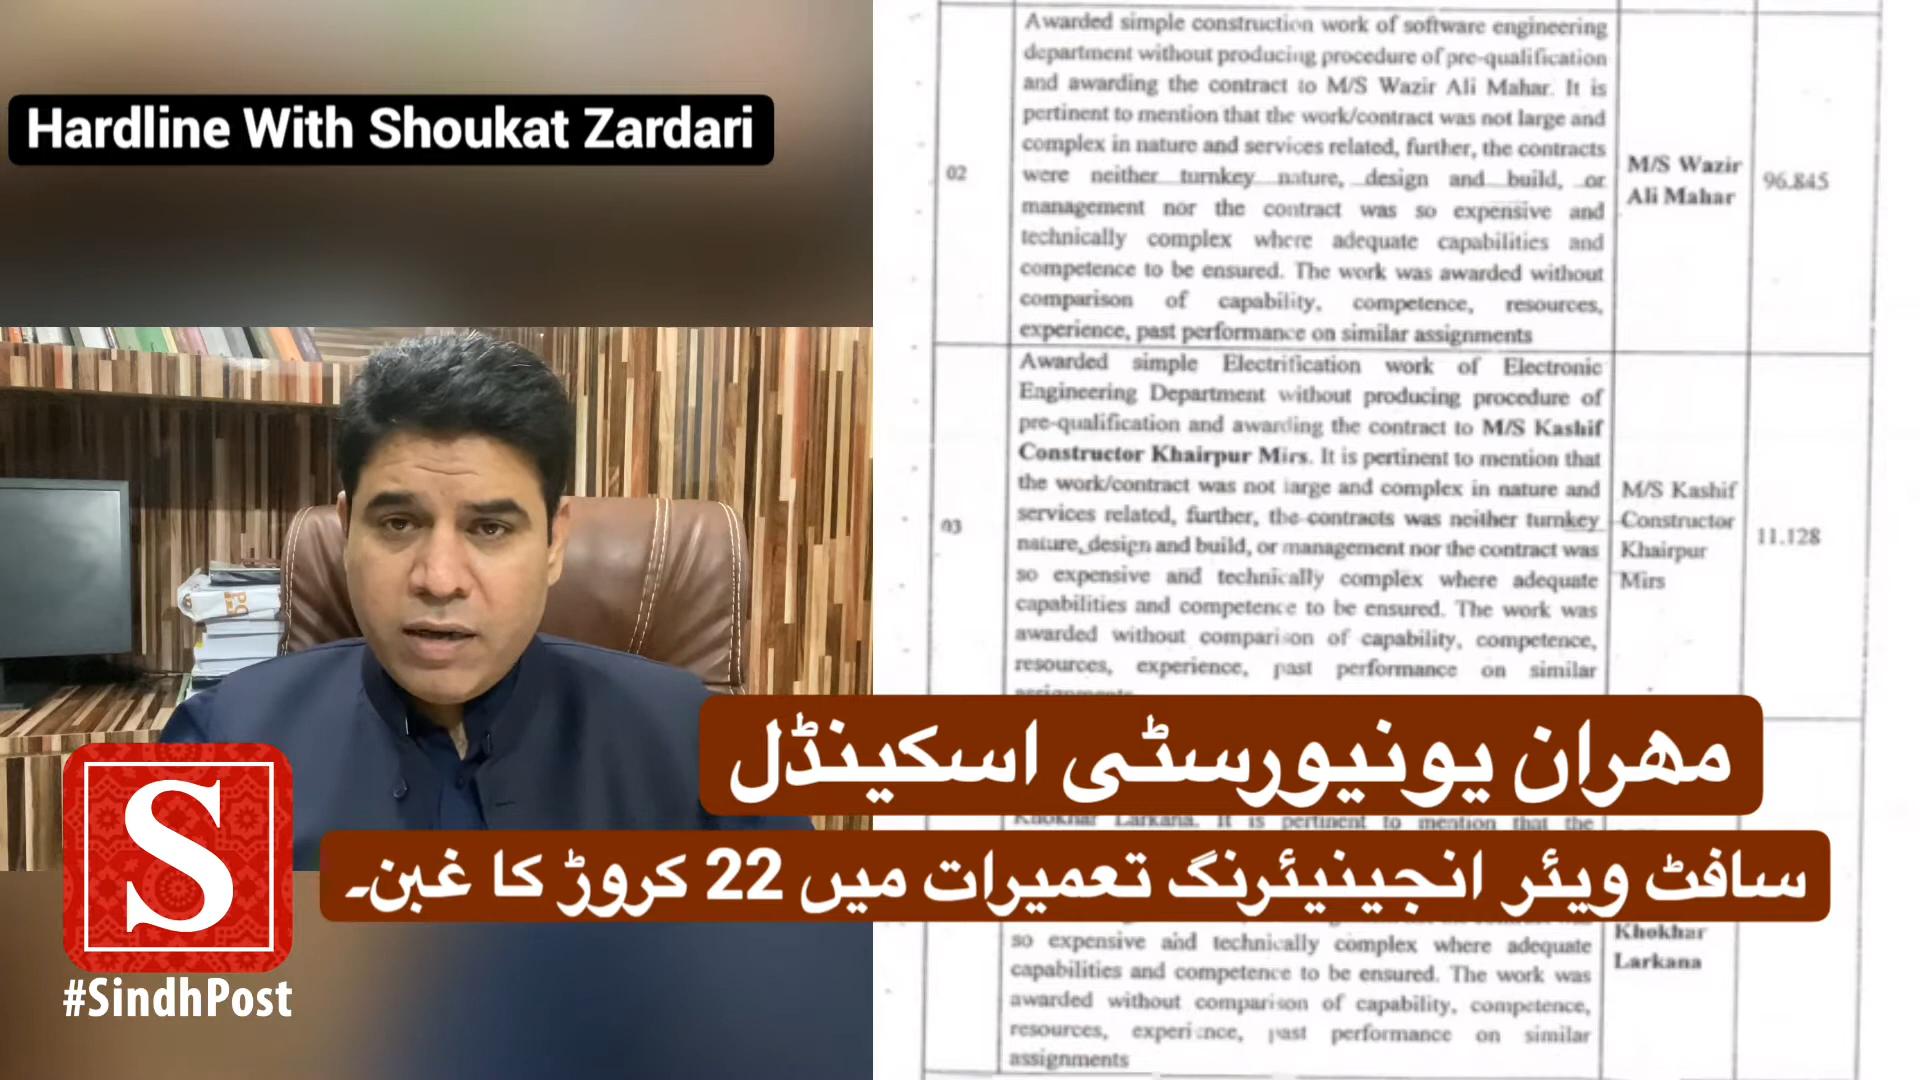 Hardline With Shoukat Zardari
02
Awarded simple construction work of software engineering
department without producing procedure of pre-qualification
and awarding the contract to M/S Wazir Ali Mahar. It is
pertinent to mention that the work/contract was not large and
complex in nature and services related, further, the contracts
were neither turnkey nature, design and build, or
management nor the contract was so expensive and
technically complex where adequate capabilities and
competence to be ensured. The work was awarded without
comparison of capability, competence, resources,
experience, past performance on similar assignments
M/S Wazir
Ali Mahar
96.845
03
Awarded simple Electrification work of Electronic
Engineering Department without producing procedure of
pre-qualification and awarding the contract to M/S Kashif
Constructor Khairpur Mirs. It is pertinent to mention that
the work/contract was not large and complex in nature and
services related, further, the contracts was neither turnkey
nature, design and build, or management nor the contract was
so expensive and technically complex where adequate
capabilities and competence to be ensured. The work was
awarded without comparison of capability, competence,
resources, experience, past performance on similar
assignments
M/S Kashif
Constructor
Khairpur
Mirs
11.128
مهران یونیورسٹی اسکینڈل
Khokhar Larkana. It is pertinent to mention that the
سافٹ ویئر انجینیئرنگ تعمیرات میں 22 کروڑ کا غبن۔
so expensive and technically complex where adequate
capabilities and competence to be ensured. The work was
awarded without comparison of capability, competence,
resources, experience, past performance on similar
assignments
Khokhar
Larkana
S
#SindhPost